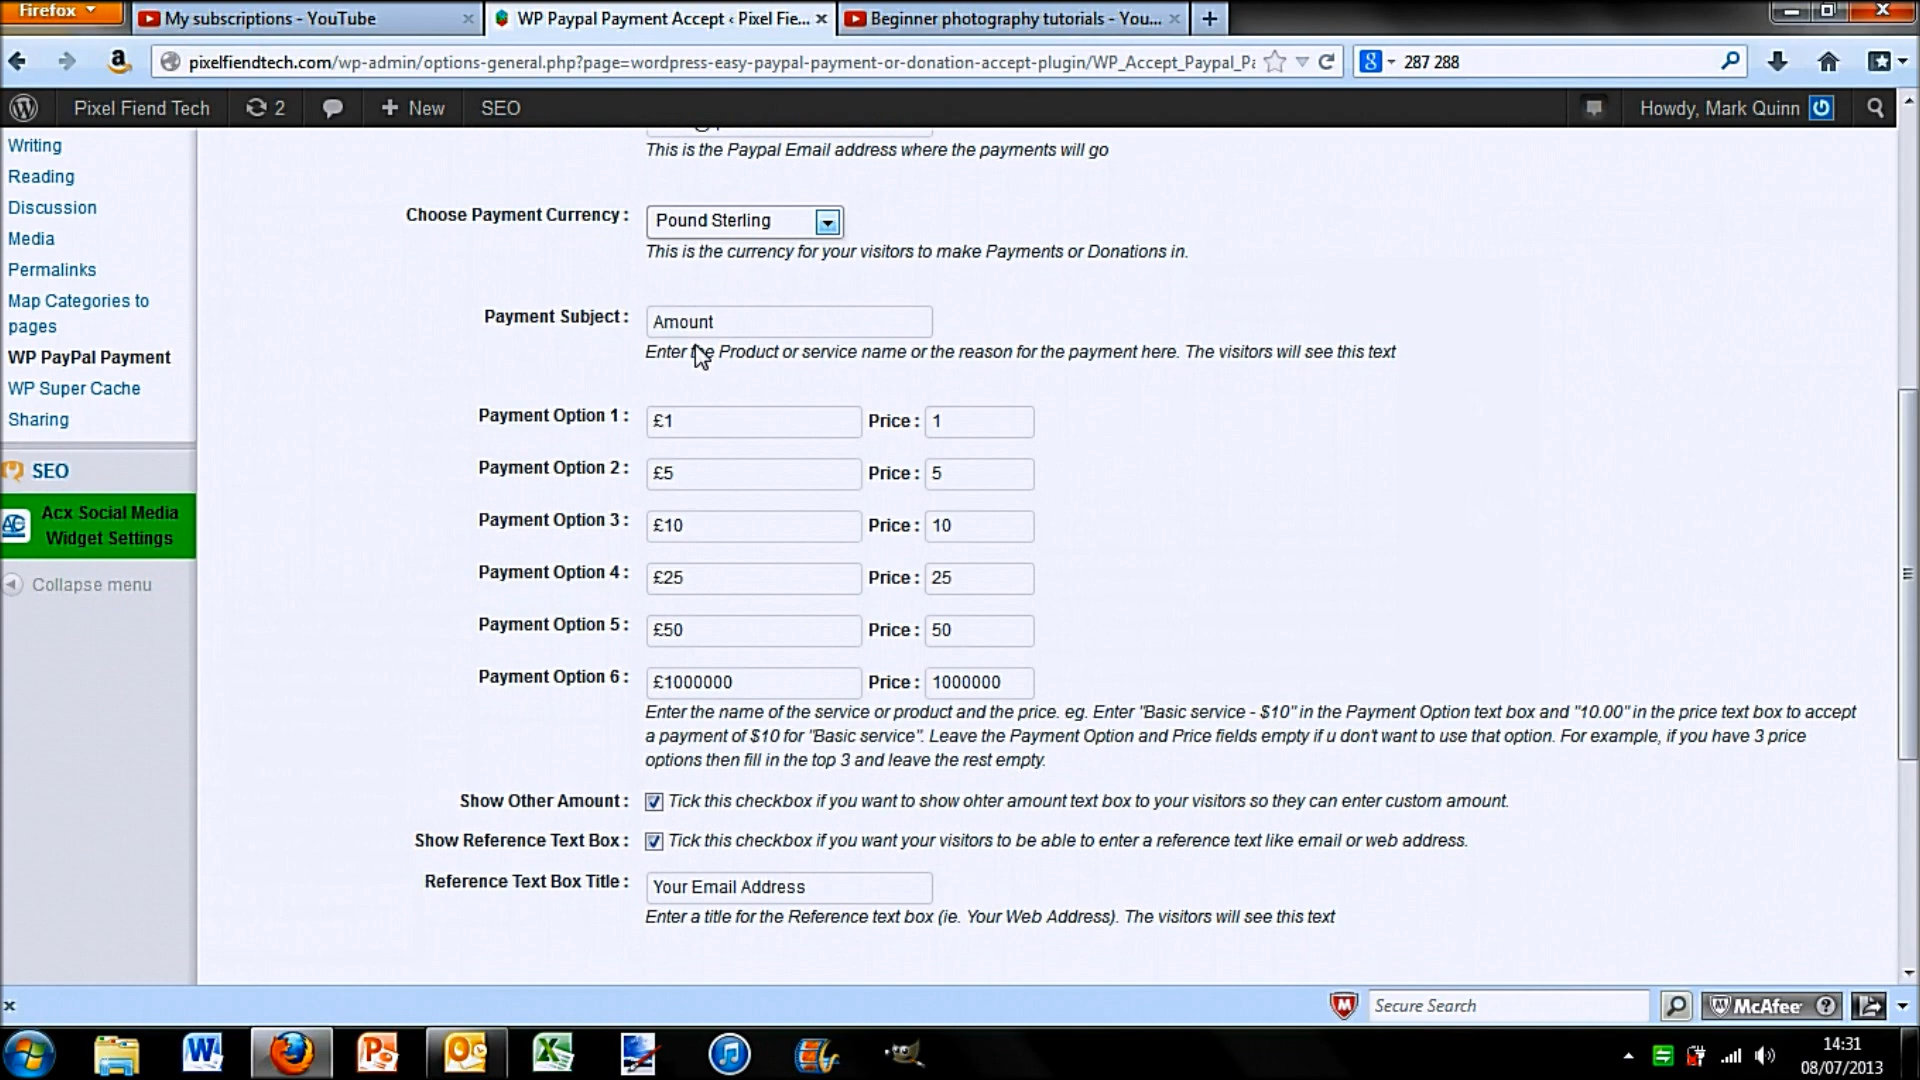 Firefox
My subscriptions - YouTube
WP Paypal Payment Accept ‹ Pixel Fie...
Beginner photography tutorials - You...
pixelfiendtech.com/wp-admin/options-general.php?page=wordpress-easy-paypal-payment-or-donation-accept-plugin/WP_Accept_Paypal_Pa
287 288
Pixel Fiend Tech
2
New
SEO
Howdy, Mark Quinn
Writing
Reading
Discussion
Media
Permalinks
Map Categories to
pages
WP PayPal Payment
WP Super Cache
Sharing
SEO
Acx Social Media
Widget Settings
Collapse menu
This is the Paypal Email address where the payments will go
Choose Payment Currency :
Pound Sterling
This is the currency for your visitors to make Payments or Donations in.
Payment Subject :
Amount
Enter the Product or service name or the reason for the payment here. The visitors will see this text
Payment Option 1 : £1 Price : 1
Payment Option 2 : £5 Price : 5
Payment Option 3 : £10 Price : 10
Payment Option 4 : £25 Price : 25
Payment Option 5 : £50 Price : 50
Payment Option 6 : £1000000 Price : 1000000
Enter the name of the service or product and the price. eg. Enter "Basic service - $10" in the Payment Option text box and "10.00" in the price text box to accept
a payment of $10 for "Basic service". Leave the Payment Option and Price fields empty if u don't want to use that option. For example, if you have 3 price
options then fill in the top 3 and leave the rest empty.
Show Other Amount : Tick this checkbox if you want to show ohter amount text box to your visitors so they can enter custom amount.
Show Reference Text Box : Tick this checkbox if you want your visitors to be able to enter a reference text like email or web address.
Reference Text Box Title : Your Email Address
Enter a title for the Reference text box (ie. Your Web Address). The visitors will see this text
Secure Search
McAfee
14:31
08/07/2013